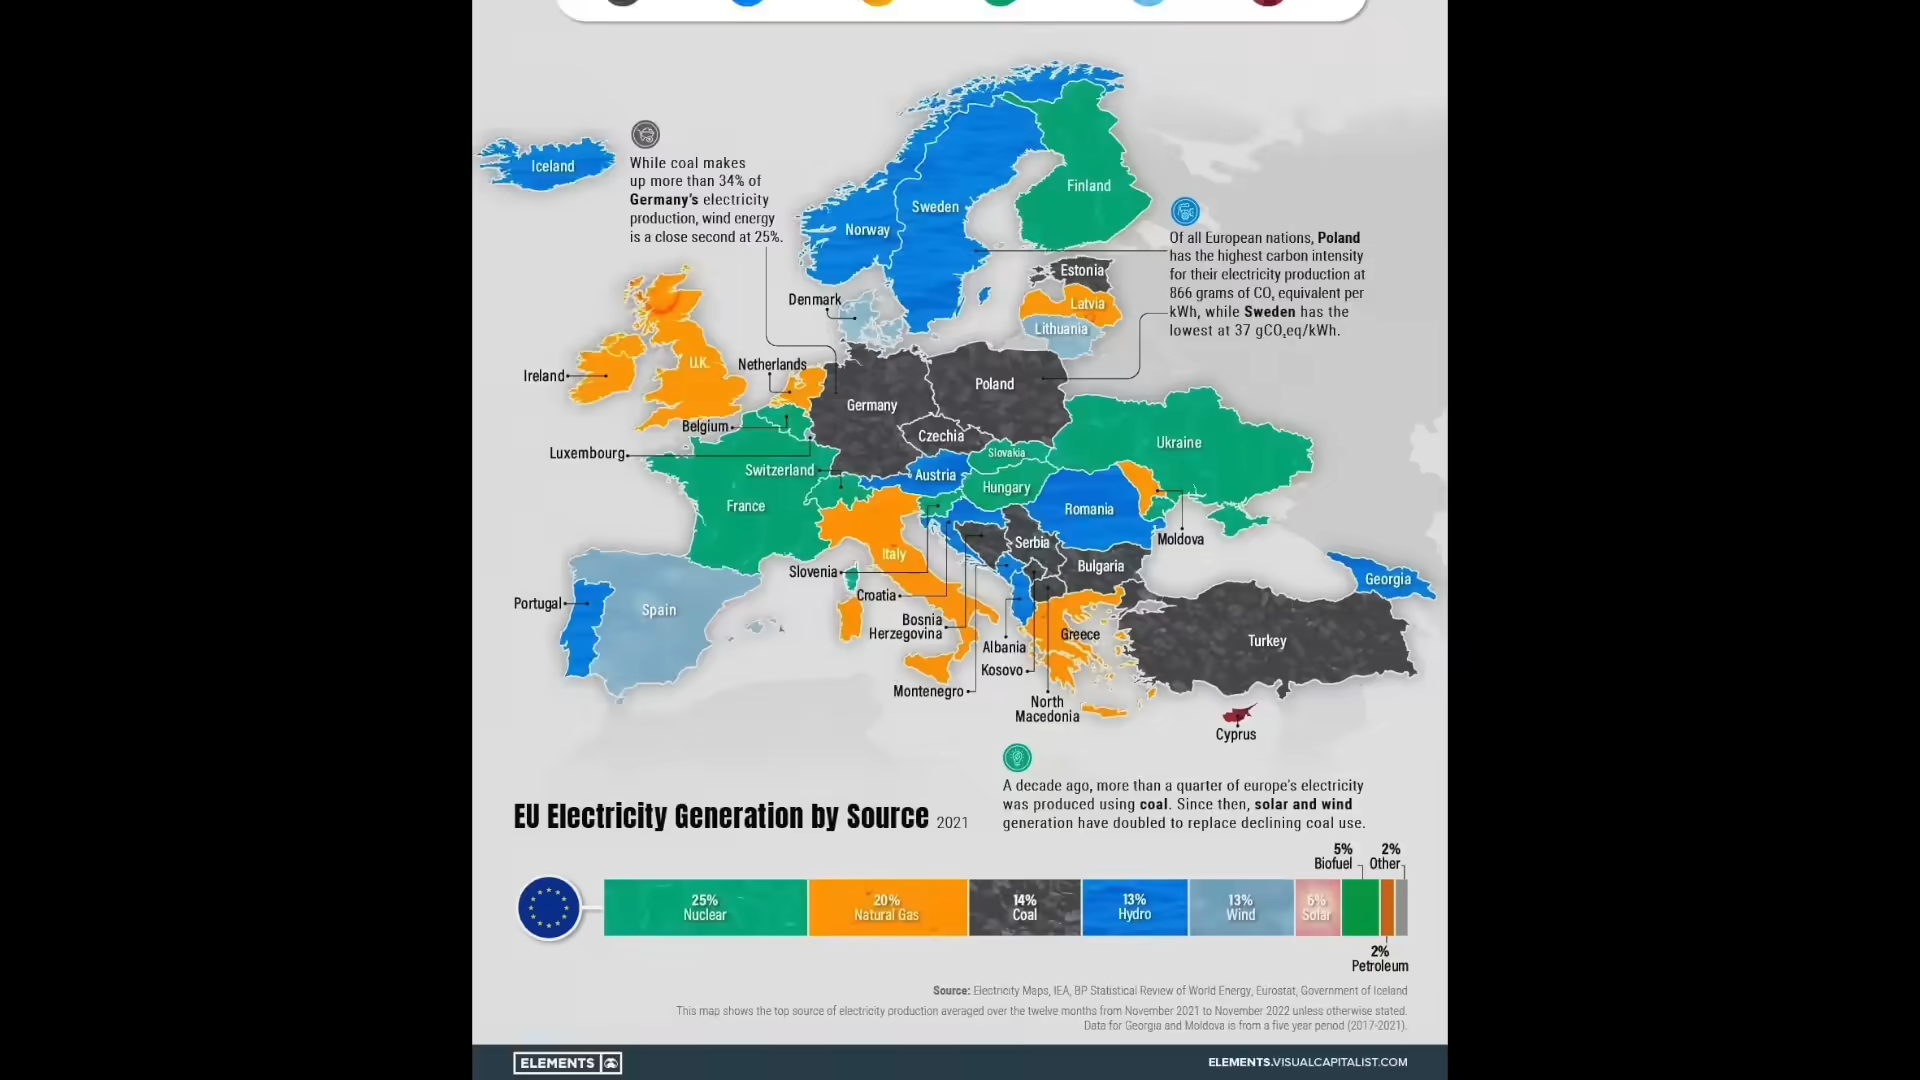 Iceland
While coal makes
up more than 34% of
Germany's electricity
production, wind energy
is a close second at 25%.
Finland
Sweden
Norway
Of all European nations, Poland
has the highest carbon intensity
for their electricity production at
866 grams of CO₂ equivalent per
kWh, while Sweden has the
lowest at 37 gCO₂eq/kWh.
Estonia
Latvia
Lithuania
Denmark
Netherlands
U.K.
Ireland
Poland
Germany
Belgium
Czechia
Ukraine
Luxembourg
Slovakia
Switzerland
Austria
Hungary
France
Romania
Moldova
Serbia
Italy
Bulgaria
Slovenia
Georgia
Croatia
Portugal
Spain
Bosnia
Herzegovina
Greece
Turkey
Albania
Kosovo
Montenegro
North
Macedonia
Cyprus
A decade ago, more than a quarter of europe's electricity
was produced using coal. Since then, solar and wind
generation have doubled to replace declining coal use.
EU Electricity Generation by Source 2021
5%
Biofuel
2%
Other
25%
Nuclear
20%
Natural Gas
14%
Coal
13%
Hydro
13%
Wind
6%
Solar
2%
Petroleum
Source: Electricity Maps, IEA, BP Statistical Review of World Energy, Eurostat, Government of Iceland
This map shows the top source of electricity production averaged over the twelve months from November 2021 to November 2022 unless otherwise stated.
Data for Georgia and Moldova is from a five year period (2017-2021).
ELEMENTS
ELEMENTS.VISUALCAPITALIST.COM